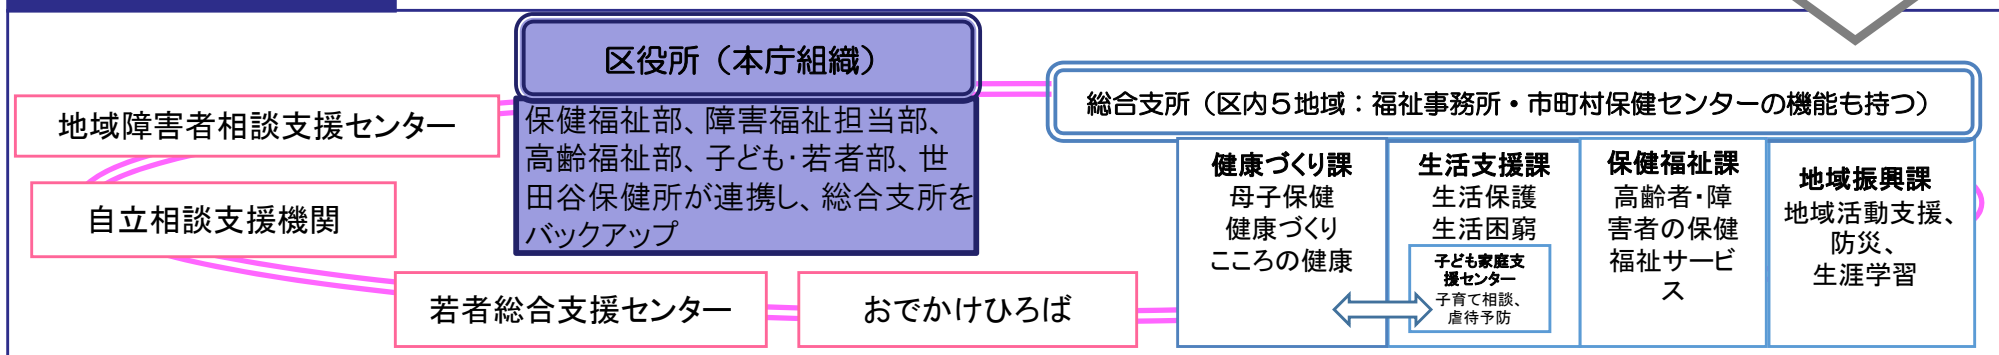 区役所（本庁組織）
保健福祉部、障害福祉担当部、
高齢福祉部、子ども・若者部、世
田谷保健所が連携し、総合支所を
バックアップ
地域障害者相談支援センター
自立相談支援機関
若者総合支援センター
おでかけひろば
総合支所（区内５地域：福祉事務所・市町村保健センターの機能も持つ）
健康づくり課
母子保健
健康づくり
こころの健康
生活支援課
生活保護
生活困窮
子ども家庭支
援センター
子育て相談、
虐待予防
保健福祉課
高齢者・障
害者の保健
福祉サービ
ス
地域振興課
地域活動支援、
防災、
生涯学習